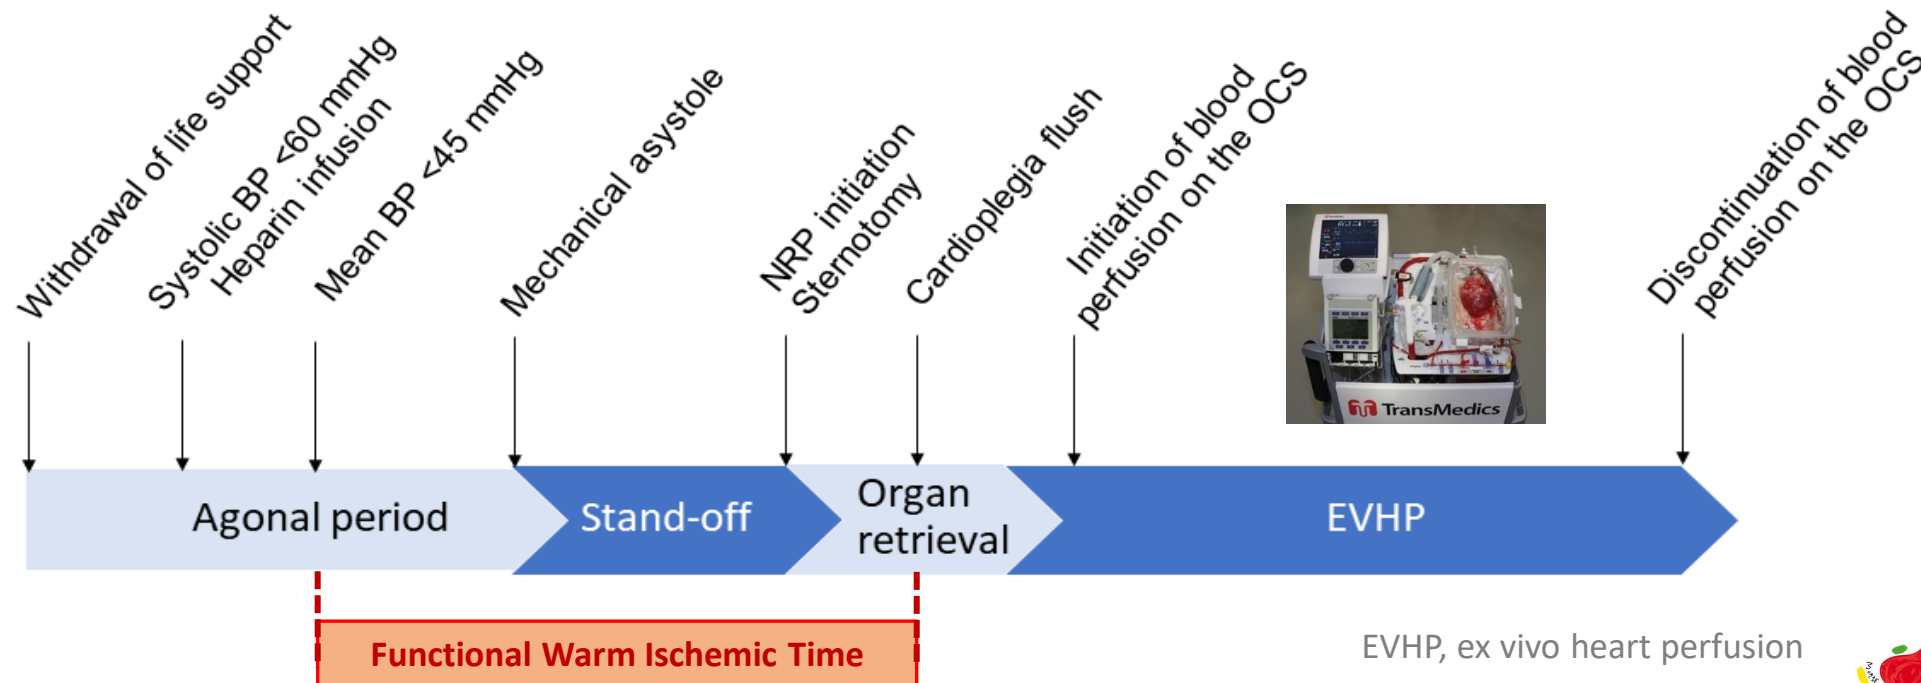 Withdrawal of life support
Systolic BP <60 mmHg
Heparin infusion
Mean BP <45 mmHg
Mechanical asystole
NRP initiation
Sternotomy
Cardioplegia flush
Initiation of blood
perfusion on the OCS
Discontinuation of blood
perfusion on the OCS
TransMedics
Agonal period
Stand-off
Organ
retrieval
EVHP
Functional Warm Ischemic Time
EVHP, ex vivo heart perfusion